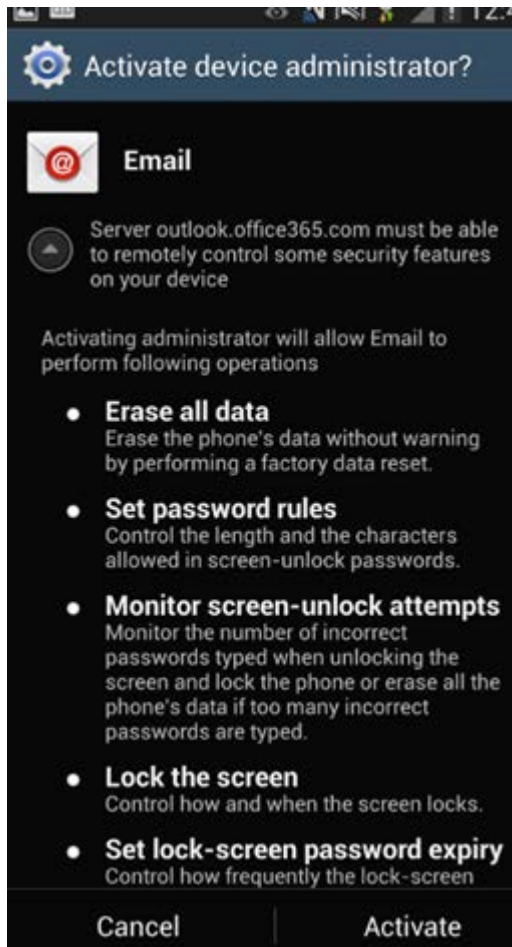 12:4
Activate device administrator?
Email
Server outlook.office365.com must be able
to remotely control some security features
on your device
Activating administrator will allow Email to
perform following operations
• Erase all data
Erase the phone's data without warning
by performing a factory data reset.
• Set password rules
Control the length and the characters
allowed in screen-unlock passwords.
• Monitor screen-unlock attempts
Monitor the number of incorrect
passwords typed when unlocking the
screen and lock the phone or erase all the
phone's data if too many incorrect
passwords are typed.
• Lock the screen
Control how and when the screen locks.
• Set lock-screen password expiry
Control how frequently the lock-screen
Cancel Activate